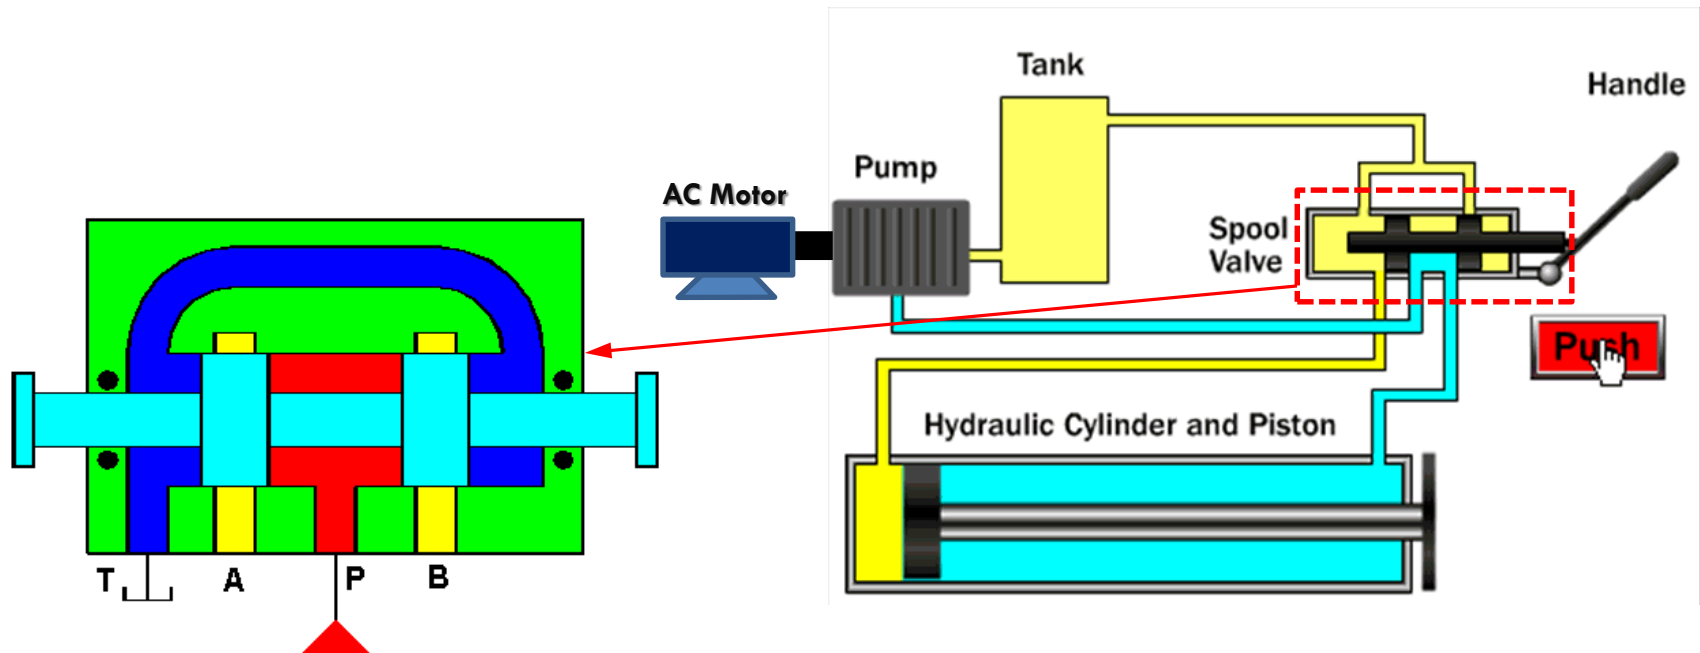 Tank
Handle
Pump
AC Motor
Spool
Valve
Push
Hydraulic Cylinder and Piston
T
A
P
B